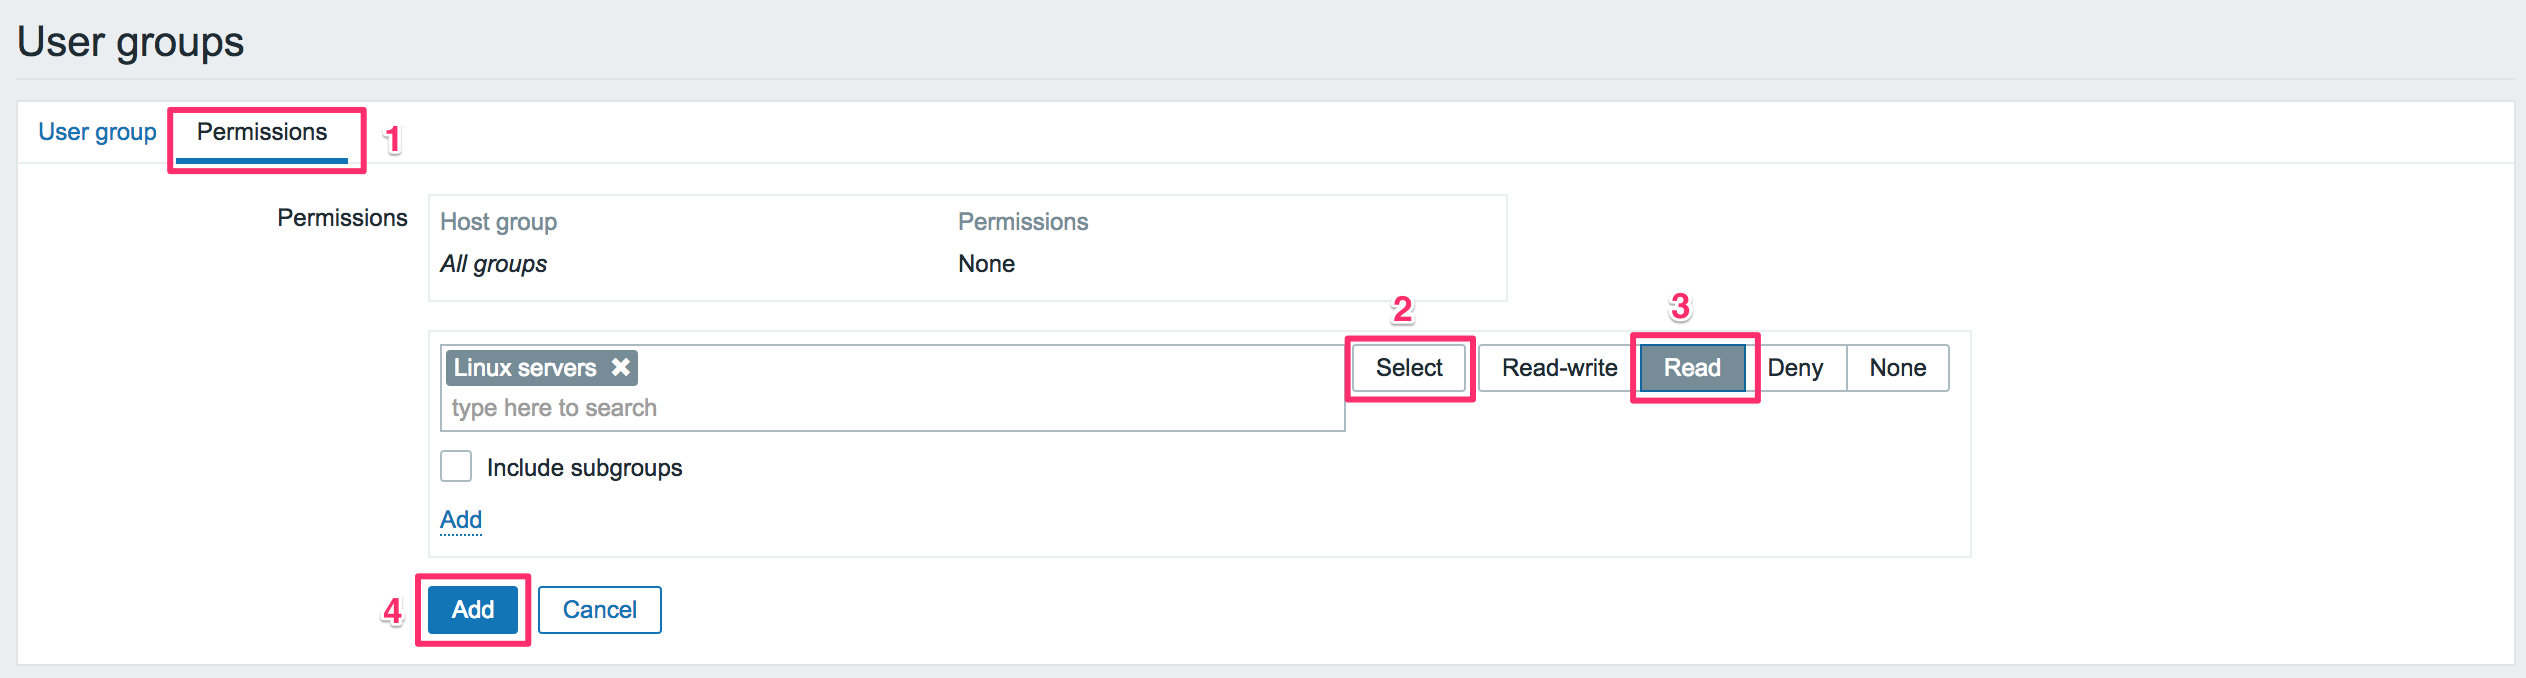 User groups
User group Permissions 1
Permissions Host group Permissions
All groups None
2 3
Linux servers ✖ Select Read-write Read Deny None
type here to search
Include subgroups
Add
4 Add Cancel